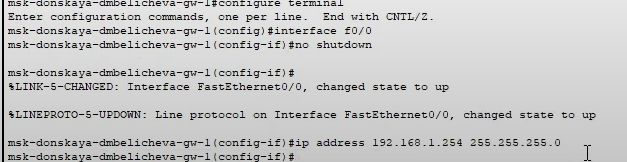 msk-donskaya-dmbelicheva-gw-1#configure terminal
Enter configuration commands, one per line.  End with CNTL/Z.
msk-donskaya-dmbelicheva-gw-1(config)#interface f0/0
msk-donskaya-dmbelicheva-gw-1(config-if)#no shutdown
msk-donskaya-dmbelicheva-gw-1(config-if)#
%LINK-5-CHANGED: Interface FastEthernet0/0, changed state to up
%LINEPROTO-5-UPDOWN: Line protocol on Interface FastEthernet0/0, changed state to up
msk-donskaya-dmbelicheva-gw-1(config-if)#ip address 192.168.1.254 255.255.255.0
msk-donskaya-dmbelicheva-gw-1(config-if)#